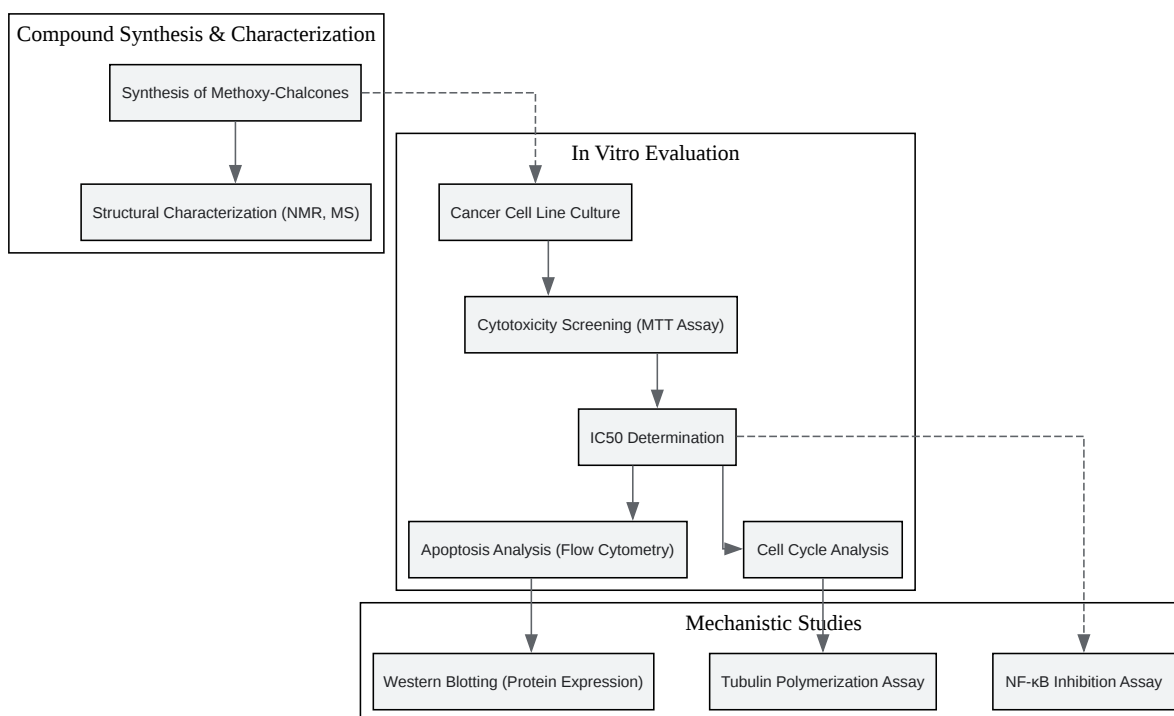 Compound Synthesis & Characterization
Synthesis of Methoxy-Chalcones
Structural Characterization (NMR, MS)
In Vitro Evaluation
Cancer Cell Line Culture
Cytotoxicity Screening (MTT Assay)
IC50 Determination
Apoptosis Analysis (Flow Cytometry)
Cell Cycle Analysis
Mechanistic Studies
Western Blotting (Protein Expression)
Tubulin Polymerization Assay
NF-κB Inhibition Assay